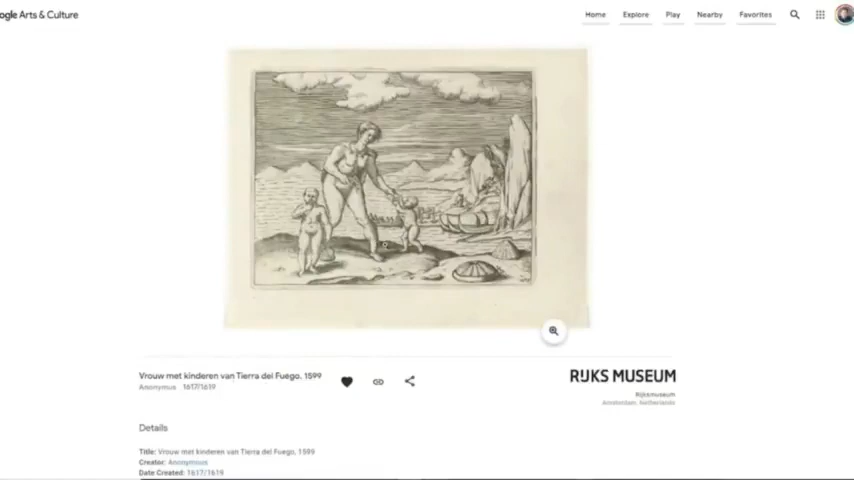 ogle Arts & Culture
Home Explore Play Nearby Favorites
Vrouw met kinderen van Tierra del Fuego, 1599
Anonymus 1617/1619
RIJKS MUSEUM
Rijksmuseum
Amsterdam, Netherlands
Details
Title: Vrouw met kinderen van Tierra del Fuego, 1599
Creator: Anonymous
Date Created: 1617/1619